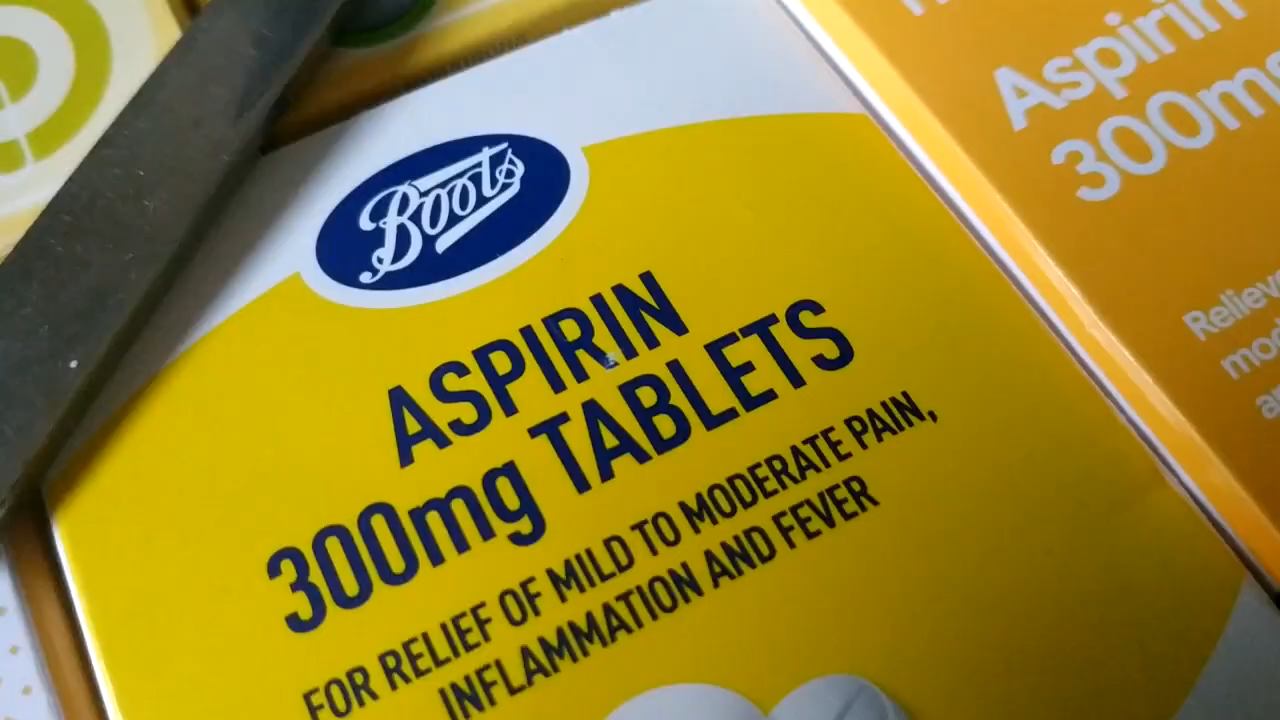 Boots
ASPIRIN
300mg TABLETS
FOR RELIEF OF MILD TO MODERATE PAIN,
INFLAMMATION AND FEVER
Aspirin
300mg